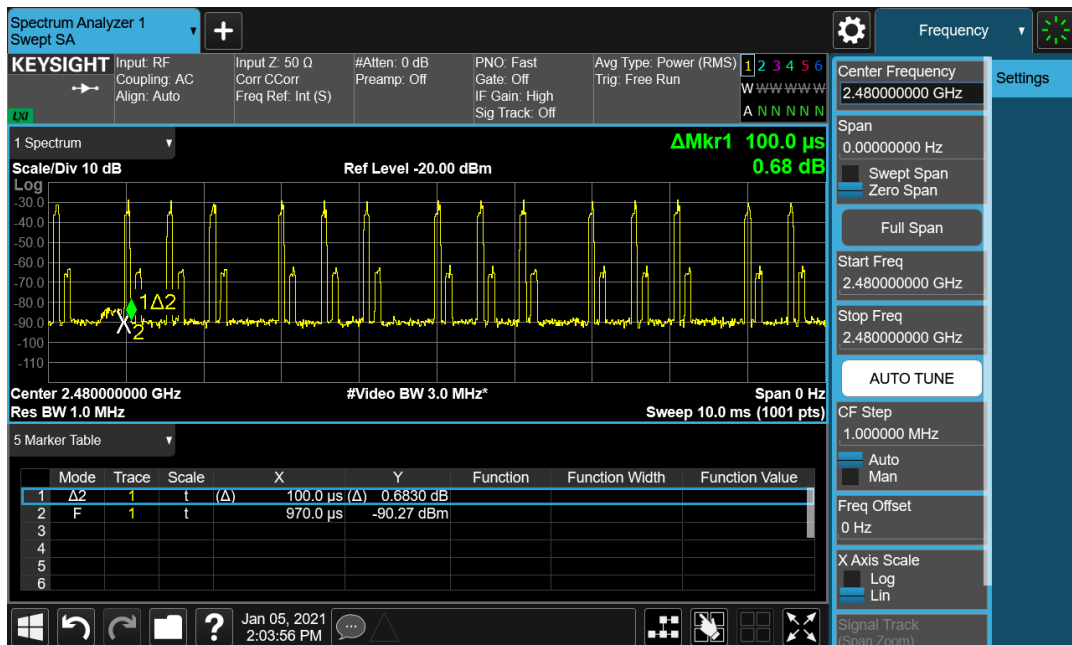 Spectrum Analyzer 1
Swept SA
+
Frequency
KEYSIGHT
LXI
Input: RF
Coupling: AC
Align: Auto
Input Z: 50 Ω
Corr CCorr
Freq Ref: Int (S)
#Atten: 0 dB
Preamp: Off
PNO: Fast
Gate: Off
IF Gain: High
Sig Track: Off
Avg Type: Power (RMS)
Trig: Free Run
1 2 3 4 5 6
W W W W W W
A N N N N N
Center Frequency
2.480000000 GHz
Settings
Span
0.00000000 Hz
Swept Span
Zero Span
Full Span
Start Freq
2.480000000 GHz
Stop Freq
2.480000000 GHz
AUTO TUNE
CF Step
1.000000 MHz
Auto
Man
Freq Offset
0 Hz
X Axis Scale
Log
Lin
Signal Track
(Span Zoom)
1 Spectrum
ΔMkr1 100.0 µs
0.68 dB
Scale/Div 10 dB
Ref Level -20.00 dBm
Log
-30.0
-40.0
-50.0
-60.0
-70.0
-80.0
-90.0
-100
-110
1Δ2
X2
Center 2.480000000 GHz
#Video BW 3.0 MHz*
Span 0 Hz
Res BW 1.0 MHz
Sweep 10.0 ms (1001 pts)
5 Marker Table
Mode Trace Scale X Y Function Function Width Function Value
1 Δ2 1 t (Δ) 100.0 µs (Δ) 0.6830 dB
2 F 1 t 970.0 µs -90.27 dBm
3
4
5
6
?
Jan 05, 2021
2:03:56 PM